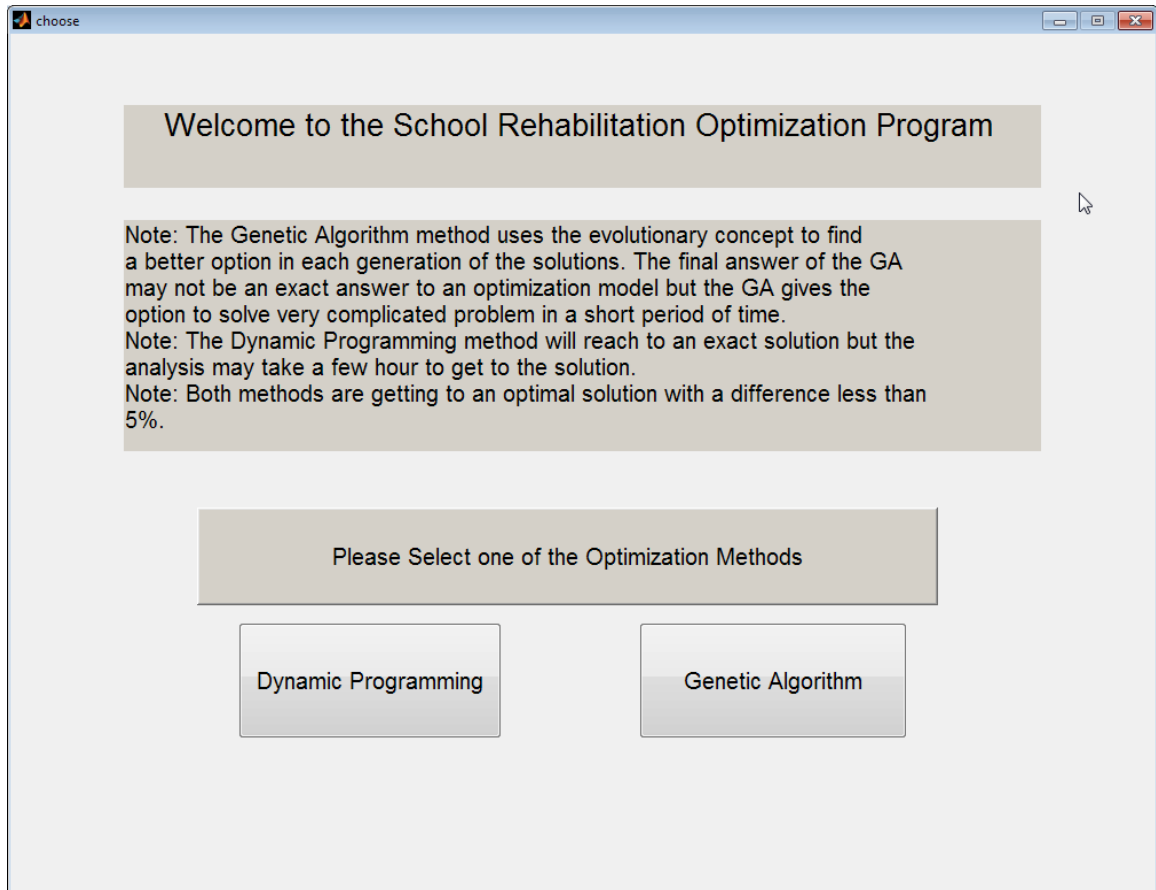 choose
Welcome to the School Rehabilitation Optimization Program
Note: The Genetic Algorithm method uses the evolutionary concept to find
a better option in each generation of the solutions. The final answer of the GA
may not be an exact answer to an optimization model but the GA gives the
option to solve very complicated problem in a short period of time.
Note: The Dynamic Programming method will reach to an exact solution but the
analysis may take a few hour to get to the solution.
Note: Both methods are getting to an optimal solution with a difference less than
5%.
Please Select one of the Optimization Methods
Dynamic Programming
Genetic Algorithm